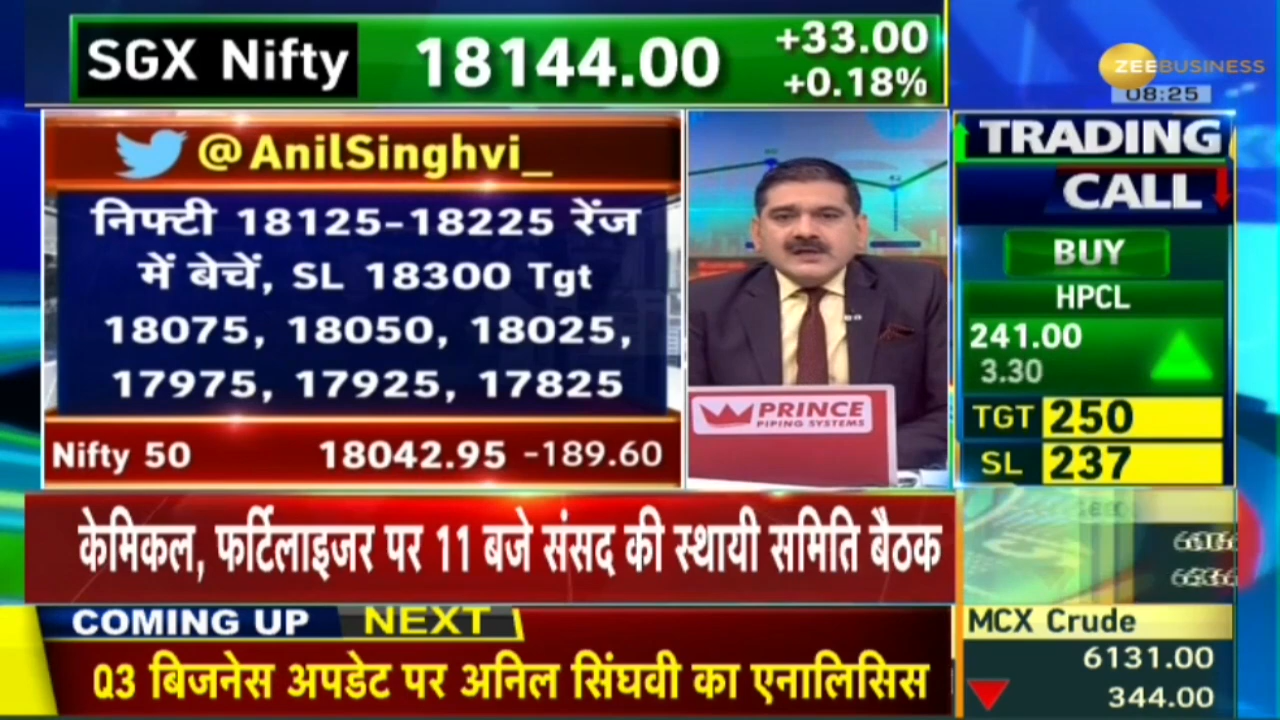 SGX Nifty 18144.00 +33.00
+0.18%
ZEEBUSINESS
08:25
@AnilSinghvi_
निफ्टी 18125-18225 रेंज
में बेचें, SL 18300 Tgt
18075, 18050, 18025,
17975, 17925, 17825
Nifty 50 18042.95 -189.60
PRINCE
PIPING SYSTEMS
TRADING
CALL
BUY
HPCL
241.00
3.30
TGT 250
SL 237
केमिकल, फर्टिलाइजर पर 11 बजे संसद की स्थायी समिति बैठक
COMING UP NEXT
Q3 बिजनेस अपडेट पर अनिल सिंघवी का एनालिसिस
MCX Crude
6131.00
344.00